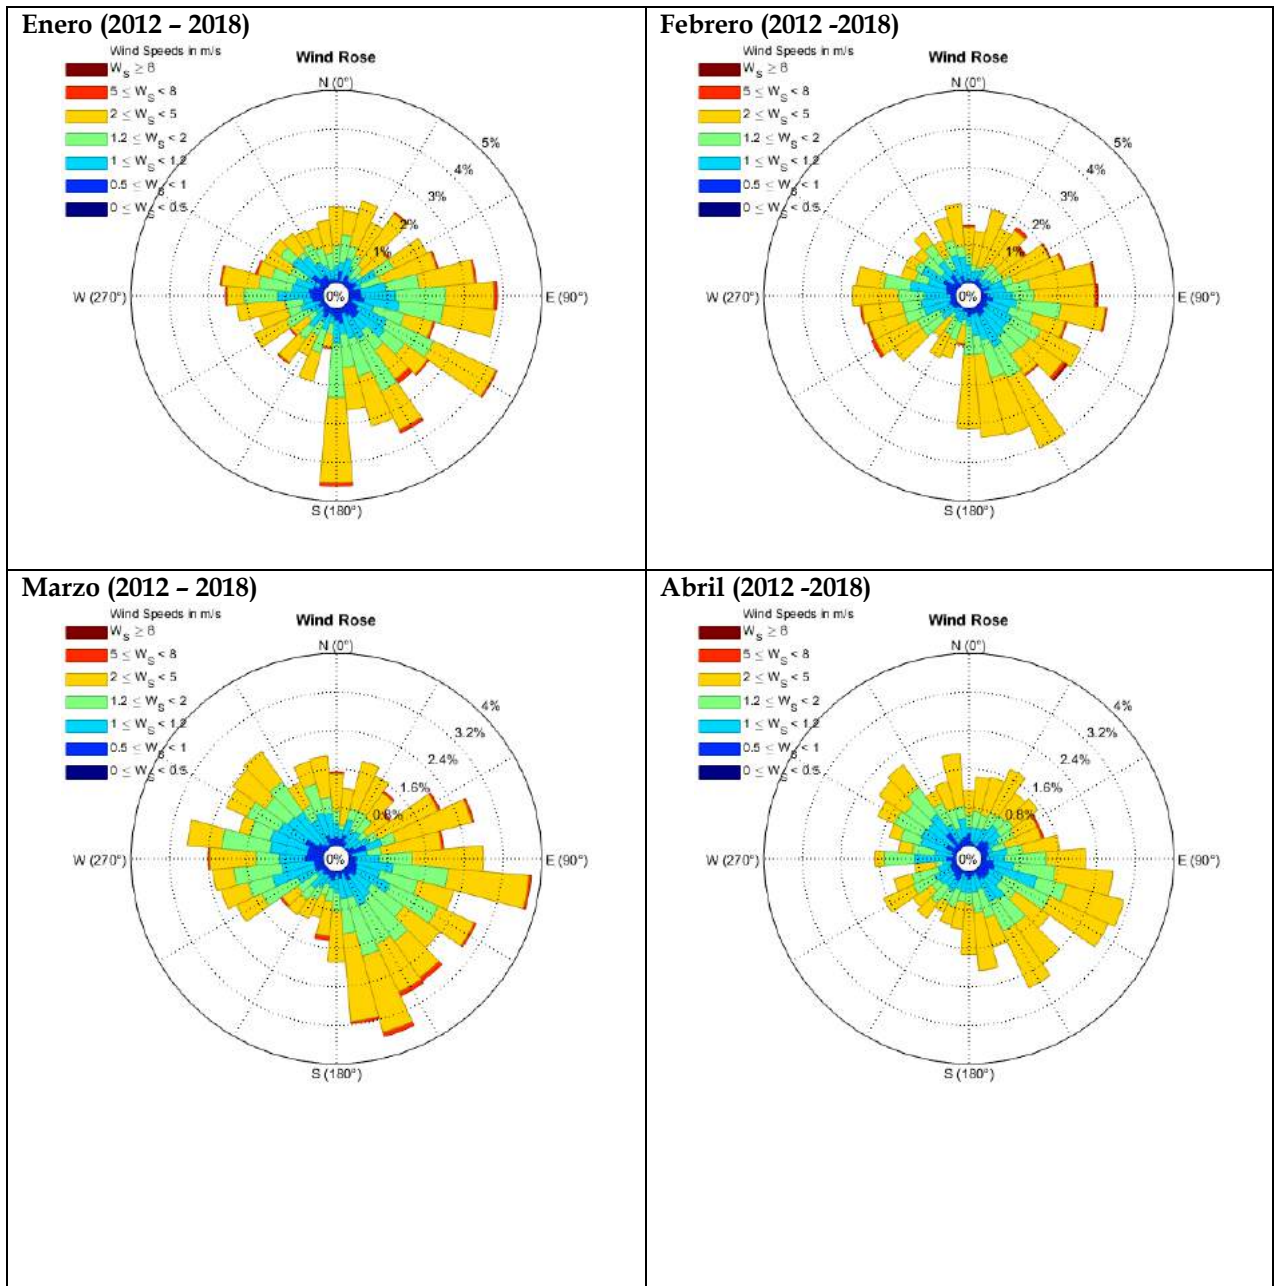 Enero (2012 – 2018)
Wind Speeds in m/s
Wind Rose
W_S ≥ 8
N (0°)
5 ≤ W_S < 8
2 ≤ W_S < 5
1.2 ≤ W_S < 2
5%
1 ≤ W_S < 1.2
4%
0.5 ≤ W_S < 1
3%
0 ≤ W_S < 0.5
2%
1%
W (270°)
0%
E (90°)
S (180°)
Febrero (2012 -2018)
Wind Speeds in m/s
Wind Rose
W_S ≥ 8
N (0°)
5 ≤ W_S < 8
2 ≤ W_S < 5
1.2 ≤ W_S < 2
5%
1 ≤ W_S < 1.2
4%
0.5 ≤ W_S < 1
3%
0 ≤ W_S < 0.5
2%
1%
W (270°)
0%
E (90°)
S (180°)
Marzo (2012 – 2018)
Wind Speeds in m/s
Wind Rose
W_S ≥ 8
N (0°)
5 ≤ W_S < 8
2 ≤ W_S < 5
1.2 ≤ W_S < 2
4%
1 ≤ W_S < 1.2
3.2%
0.5 ≤ W_S < 1
2.4%
0 ≤ W_S < 0.5
1.6%
0.8%
W (270°)
0%
E (90°)
S (180°)
Abril (2012 -2018)
Wind Speeds in m/s
Wind Rose
W_S ≥ 8
N (0°)
5 ≤ W_S < 8
2 ≤ W_S < 5
1.2 ≤ W_S < 2
4%
1 ≤ W_S < 1.2
3.2%
0.5 ≤ W_S < 1
2.4%
0 ≤ W_S < 0.5
1.6%
0.8%
W (270°)
0%
E (90°)
S (180°)